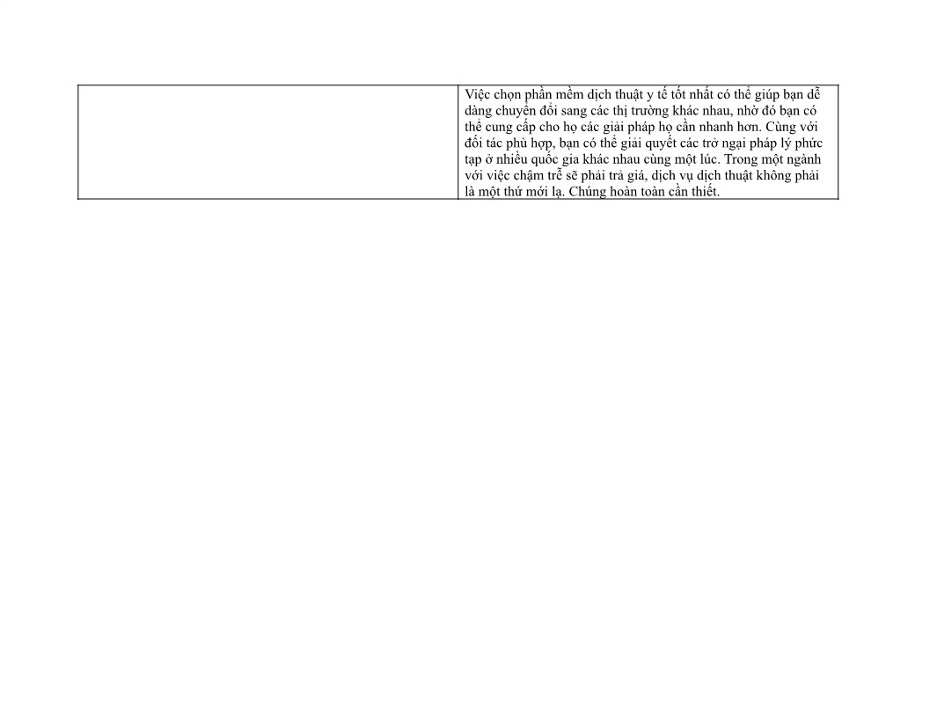 Việc chọn phần mềm dịch thuật y tế tốt nhất có thể giúp bạn dễ
dàng chuyển đổi sang các thị trường khác nhau, nhờ đó bạn có
thể cung cấp cho họ các giải pháp họ cần nhanh hơn. Cùng với
đối tác phù hợp, bạn có thể giải quyết các trở ngại pháp lý phức
tạp ở nhiều quốc gia khác nhau cùng một lúc. Trong một ngành
với việc chậm trễ sẽ phải trả giá, dịch vụ dịch thuật không phải
là một thứ mới lạ. Chúng hoàn toàn cần thiết.